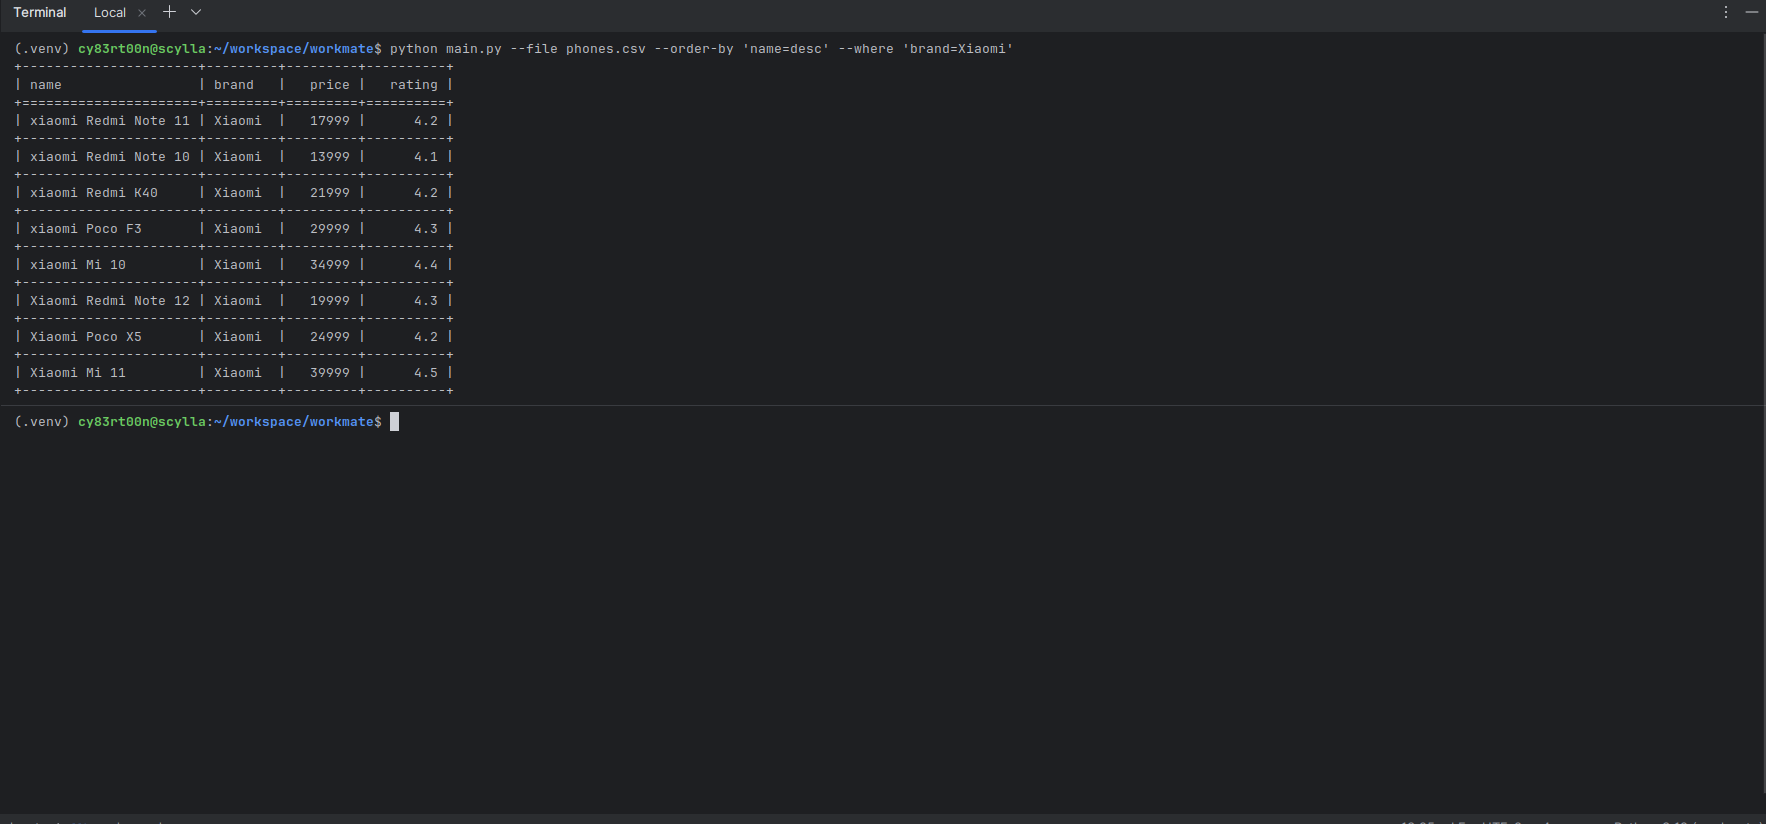 Terminal Local
(.venv) cy83rt00n@scylla:~/workspace/workmate$ python main.py --file phones.csv --order-by 'name=desc' --where 'brand=Xiaomi'
+----------------------+---------+---------+----------+
| name                 | brand   |   price |   rating |
+======================+=========+=========+==========+
| xiaomi Redmi Note 11 | Xiaomi  |   17999 |      4.2 |
+----------------------+---------+---------+----------+
| xiaomi Redmi Note 10 | Xiaomi  |   13999 |      4.1 |
+----------------------+---------+---------+----------+
| xiaomi Redmi K40     | Xiaomi  |   21999 |      4.2 |
+----------------------+---------+---------+----------+
| xiaomi Poco F3       | Xiaomi  |   29999 |      4.3 |
+----------------------+---------+---------+----------+
| xiaomi Mi 10         | Xiaomi  |   34999 |      4.4 |
+----------------------+---------+---------+----------+
| Xiaomi Redmi Note 12 | Xiaomi  |   19999 |      4.3 |
+----------------------+---------+---------+----------+
| Xiaomi Poco X5       | Xiaomi  |   24999 |      4.2 |
+----------------------+---------+---------+----------+
| Xiaomi Mi 11         | Xiaomi  |   39999 |      4.5 |
+----------------------+---------+---------+----------+
(.venv) cy83rt00n@scylla:~/workspace/workmate$